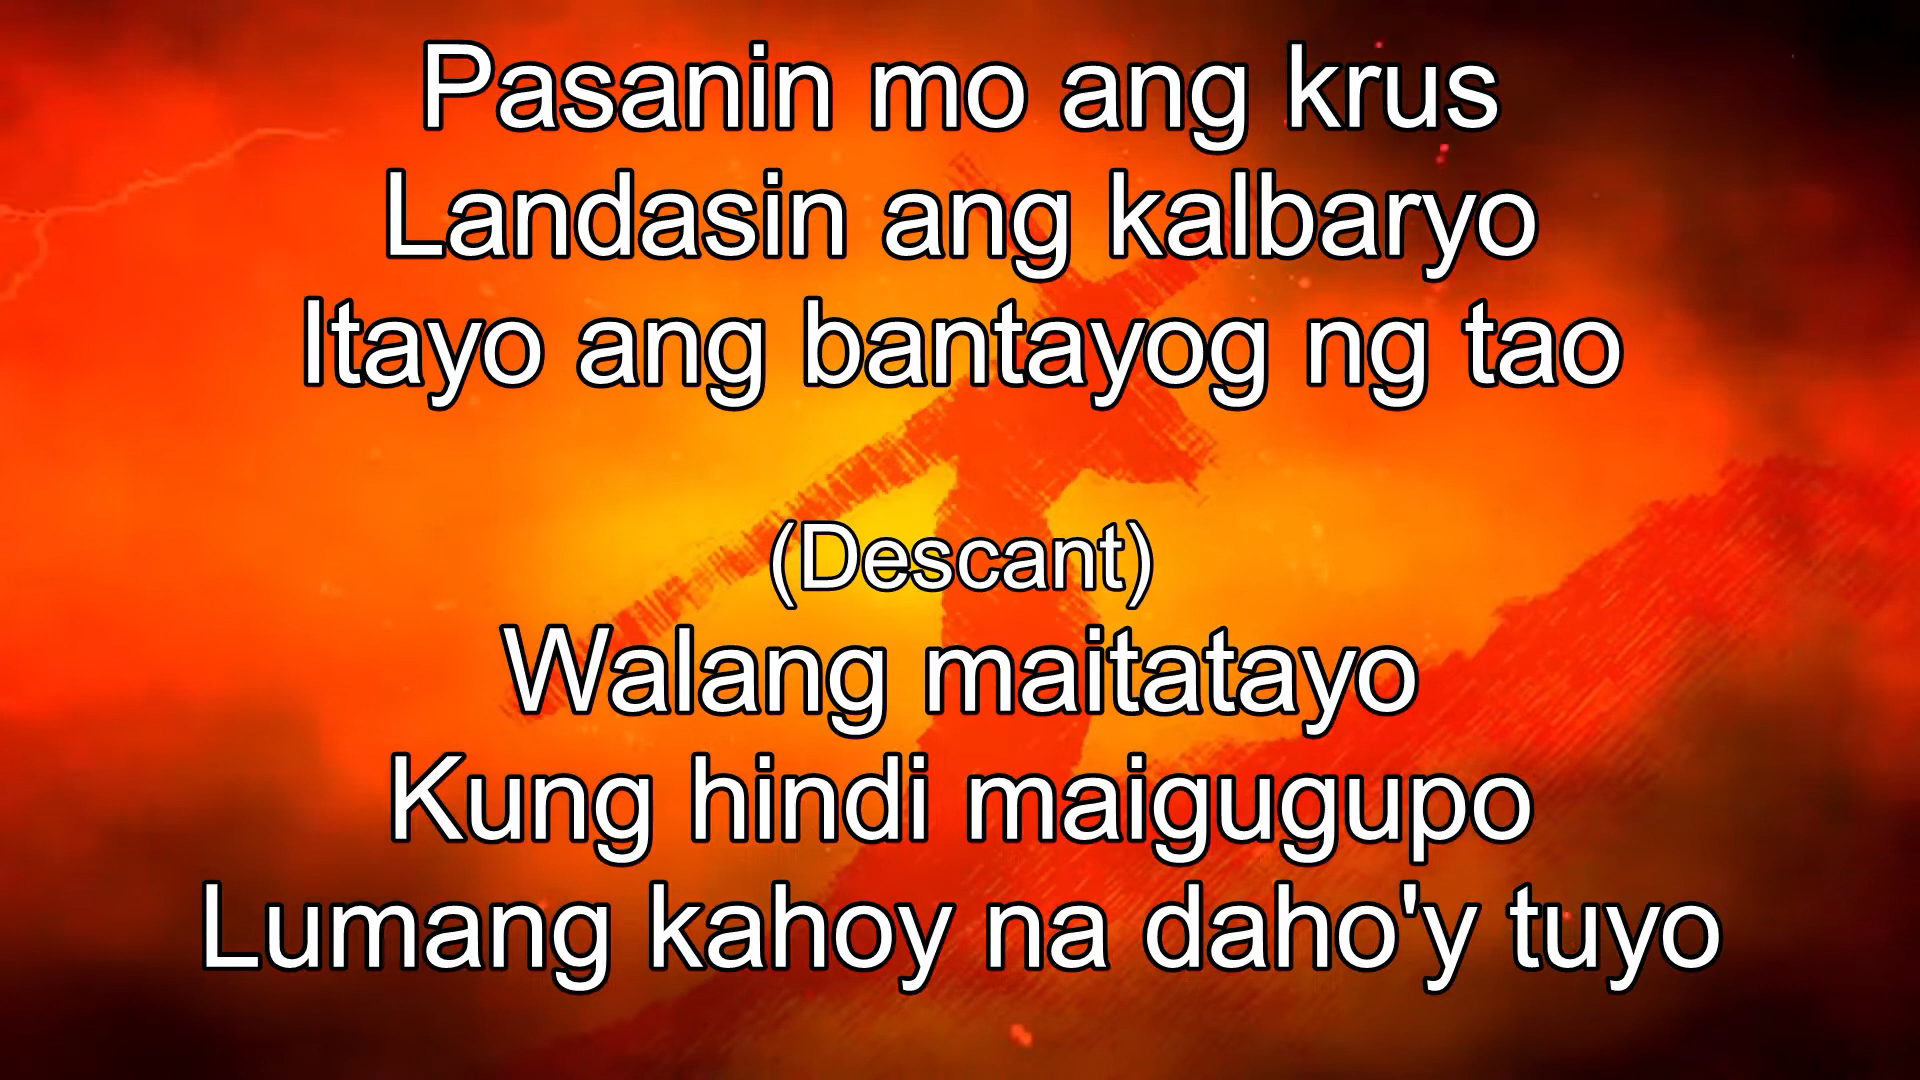 Pasanin mo ang krus
Landasin ang kalbaryo
Itayo ang bantayog ng tao
(Descant)
Walang maitatayo
Kung hindi maigugupo
Lumang kahoy na daho'y tuyo